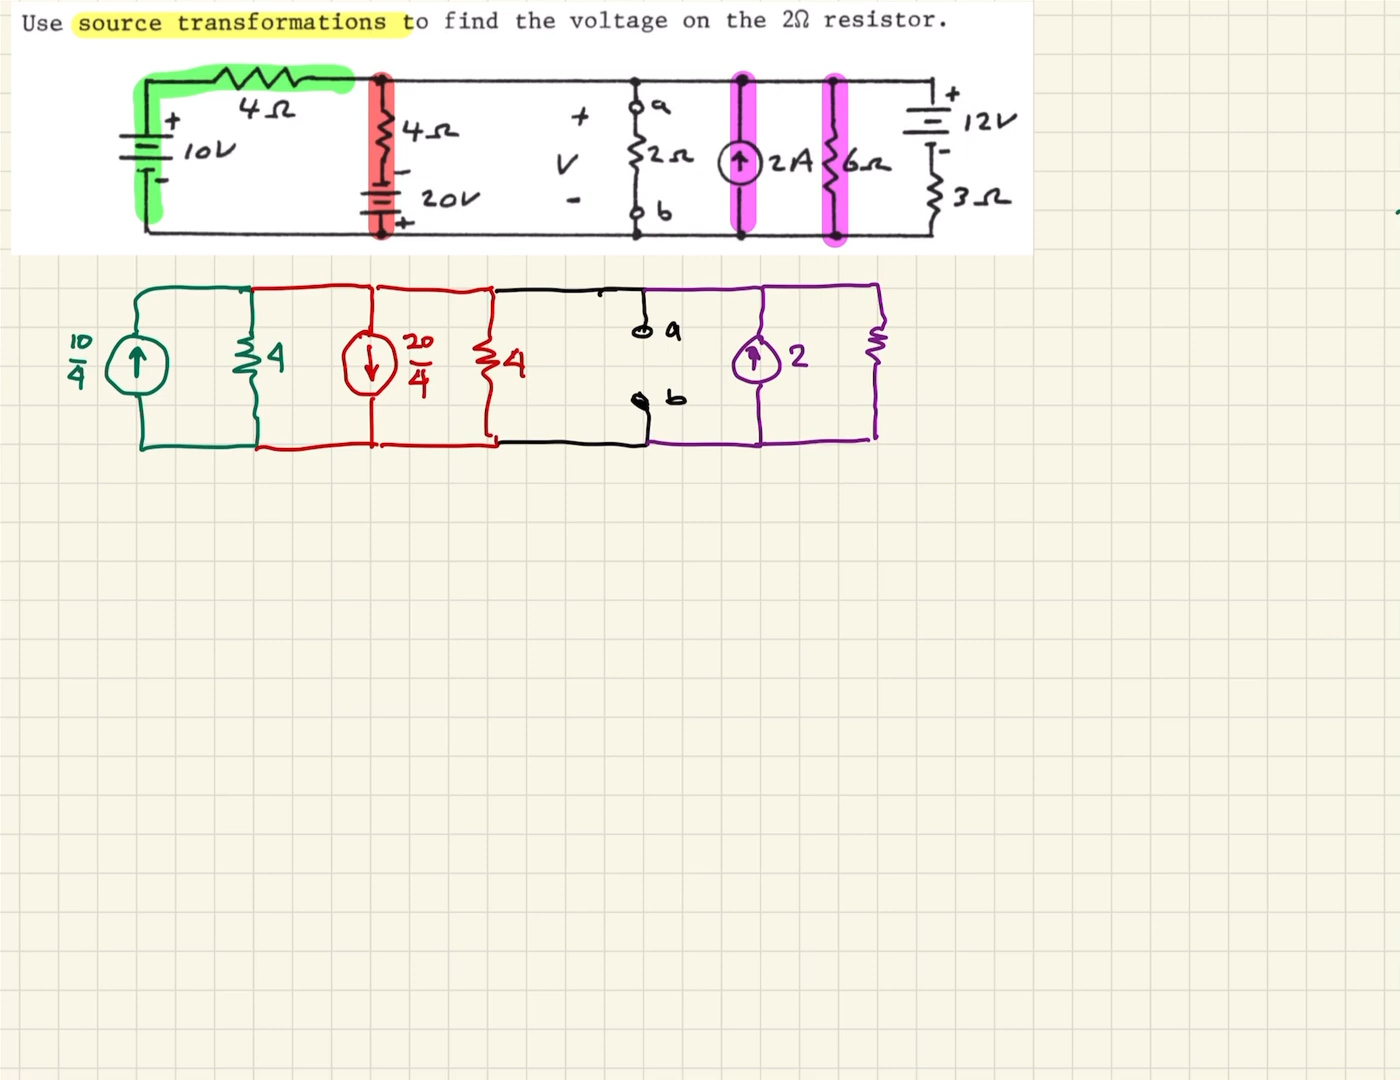 Use source transformations to find the voltage on the 2Ω resistor.
4Ω
+
10V
-
4Ω
-
20V
+
+
V
-
a
2Ω
b
2A
6Ω
+
12V
-
3Ω
10/4
4
20/4
4
a
b
2